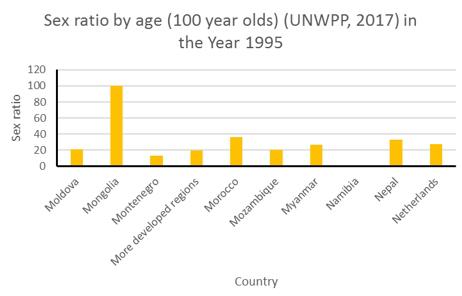 Sex ratio by age (100 year olds) (UNWPP, 2017) in
the Year 1995
120
100
80
60
40
20
0
Sex ratio
Moldova
Mongolia
Montenegro
More developed regions
Morocco
Mozambique
Myanmar
Namibia
Nepal
Netherlands
Country